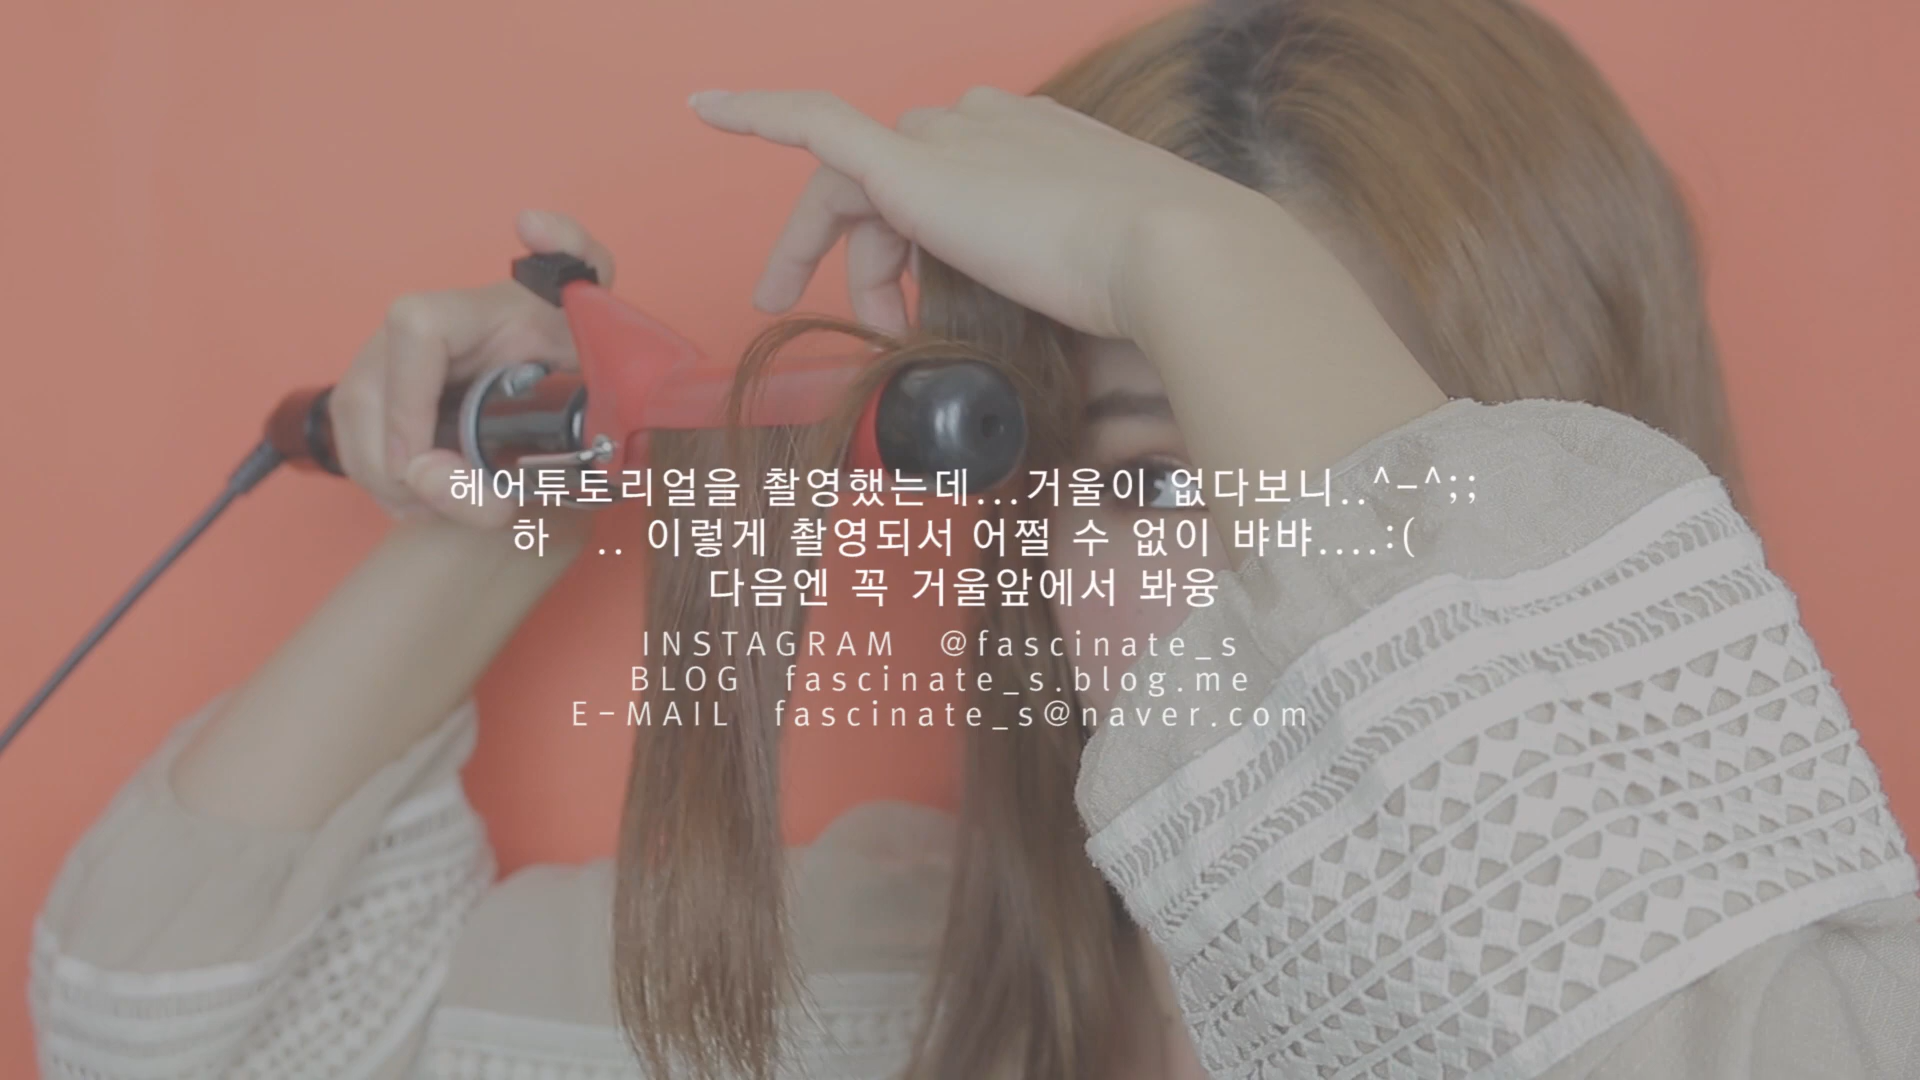 헤어튜토리얼을 촬영했는데...거울이 없다보니..^-^;;
하 .. 이렇게 촬영되서 어쩔 수 없이 뱌뱌....:(
다음엔 꼭 거울앞에서 봐융
INSTAGRAM @fascinate_s
BLOG fascinate_s.blog.me
E-MAIL fascinate_s@naver.com